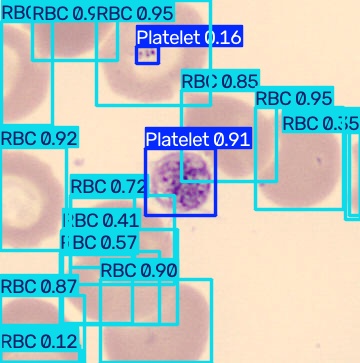 RBC 0.95
Platelet 0.16
RBC 0.85
RBC 0.95
RBC 0.92
Platelet 0.91
RBC 0.72
RBC 0.41
RBC 0.57
RBC 0.90
RBC 0.87
RBC 0.12